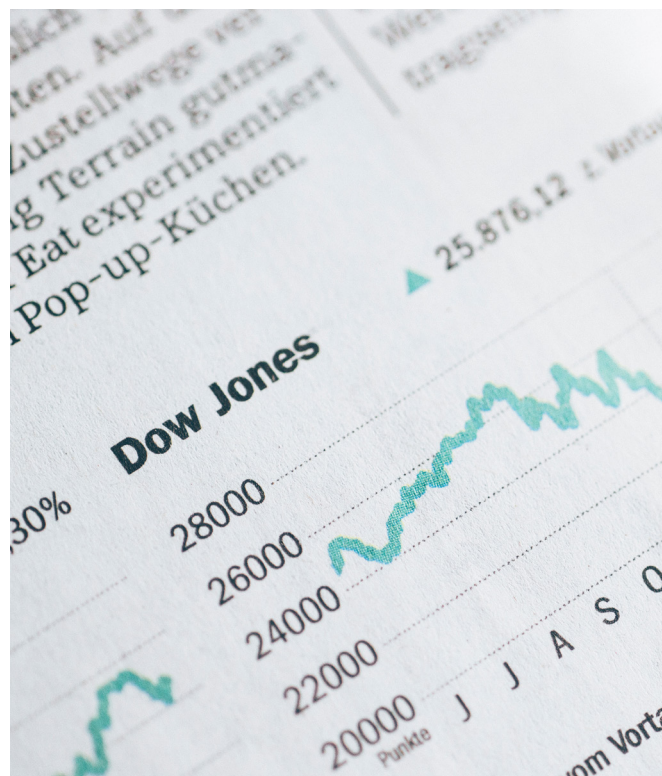 Auf
Zustellwege
Terrain gutma-
Eat experimentiert
Pop-up-Küchen.
▲ 25.876,12
Dow Jones
28000
,30%
26000
24000
22000
20000
Punkte
J J A S O
vom